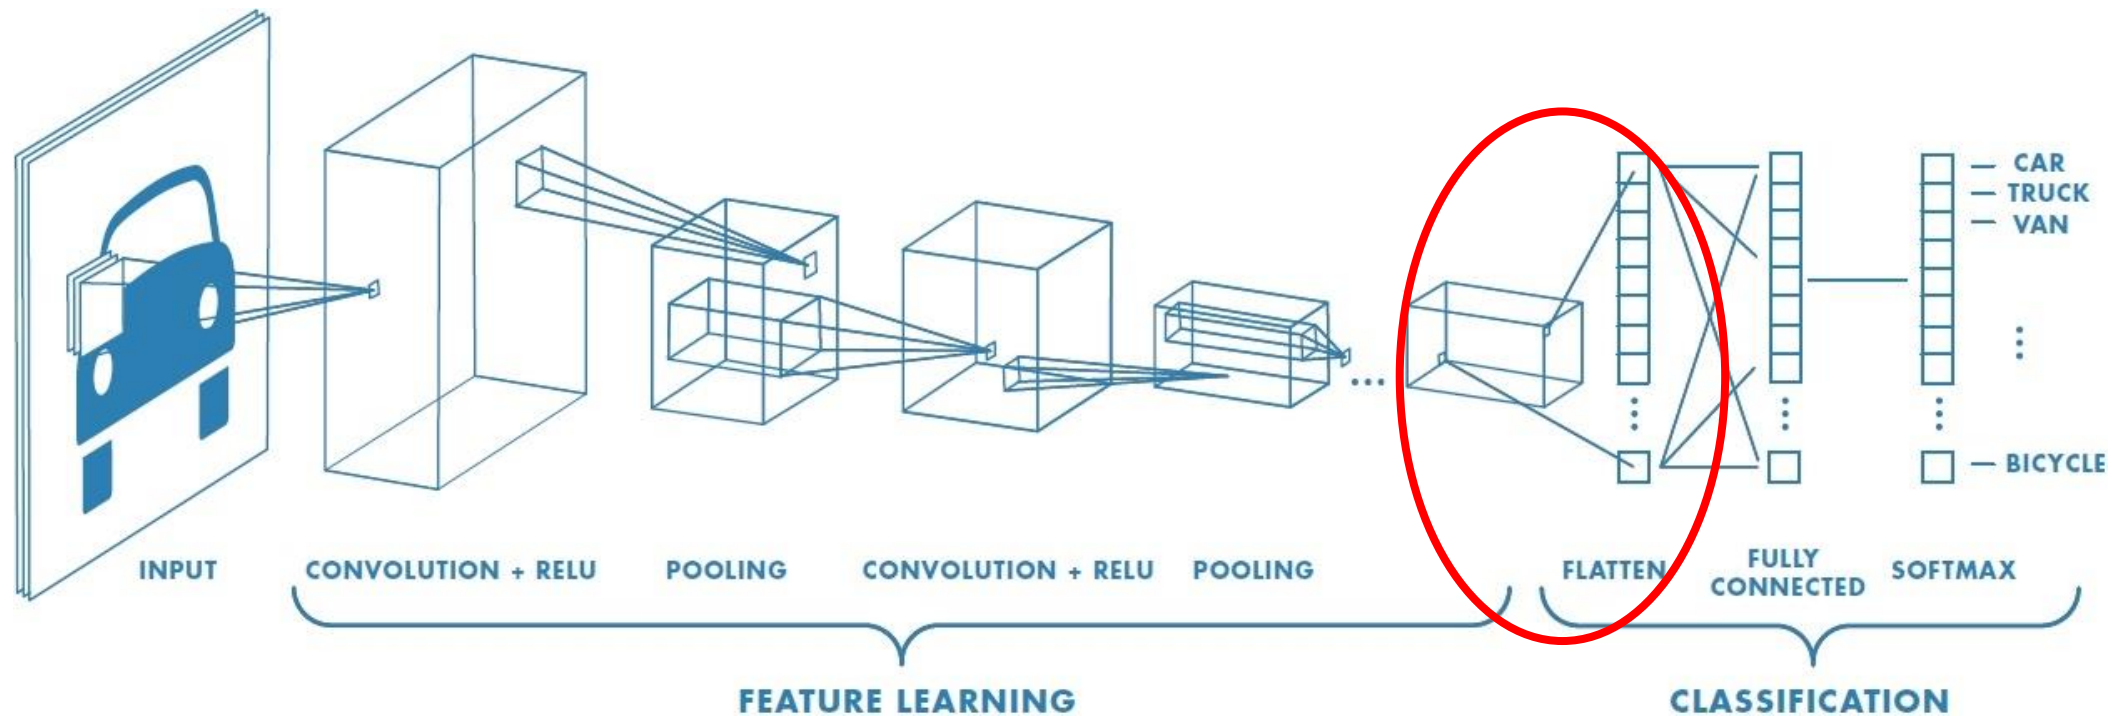 CAR
TRUCK
VAN
BICYCLE
INPUT
CONVOLUTION + RELU
POOLING
CONVOLUTION + RELU
POOLING
FLATTEN
FULLY
CONNECTED
SOFTMAX
FEATURE LEARNING
CLASSIFICATION